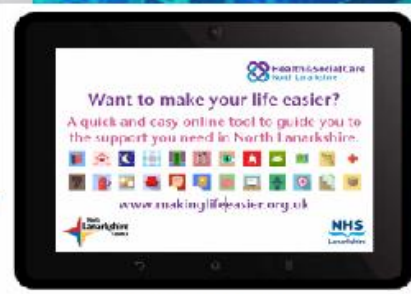 Health&SocialCare
North Lanarkshire
Want to make your life easier?
A quick and easy online tool to guide you to
the support you need in North Lanarkshire.
www.makinglifeeasier.org.uk
North
Lanarkshire
Council
NHS
Lanarkshire